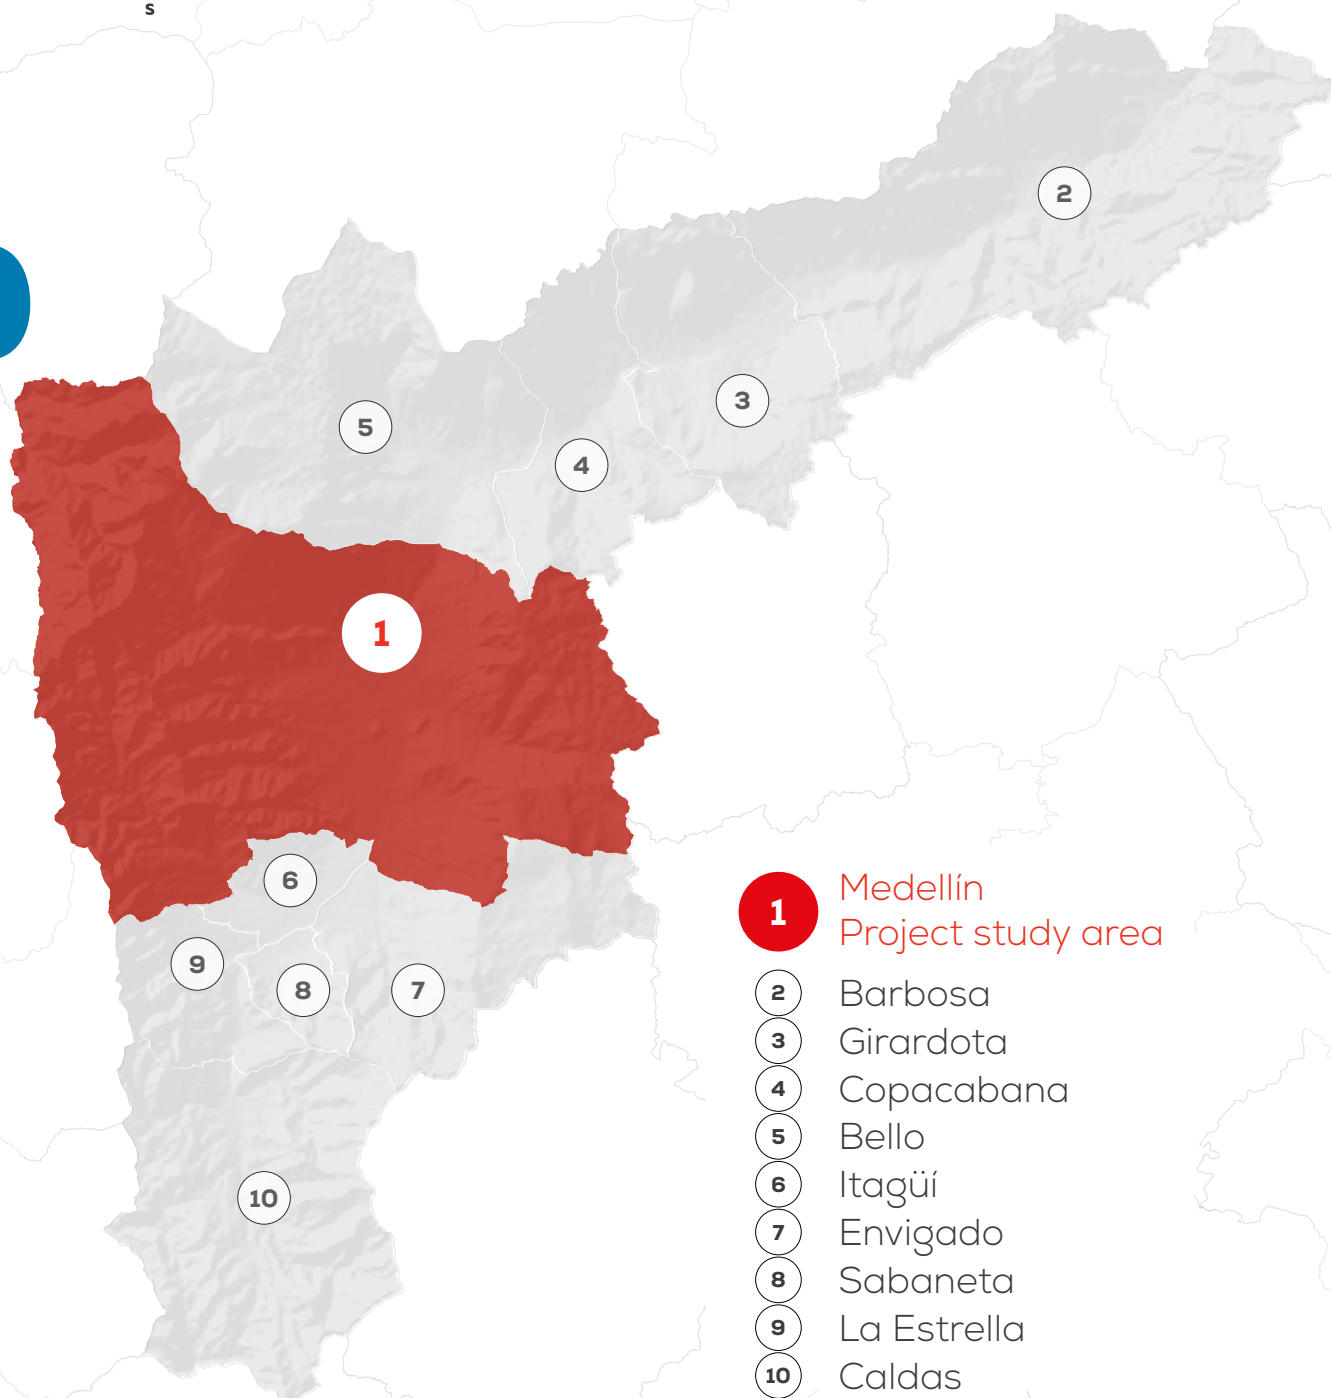 s
2
3
5
4
1
6
9
8
7
10
1 Medellín
Project study area
2 Barbosa
3 Girardota
4 Copacabana
5 Bello
6 Itagüí
7 Envigado
8 Sabaneta
9 La Estrella
10 Caldas